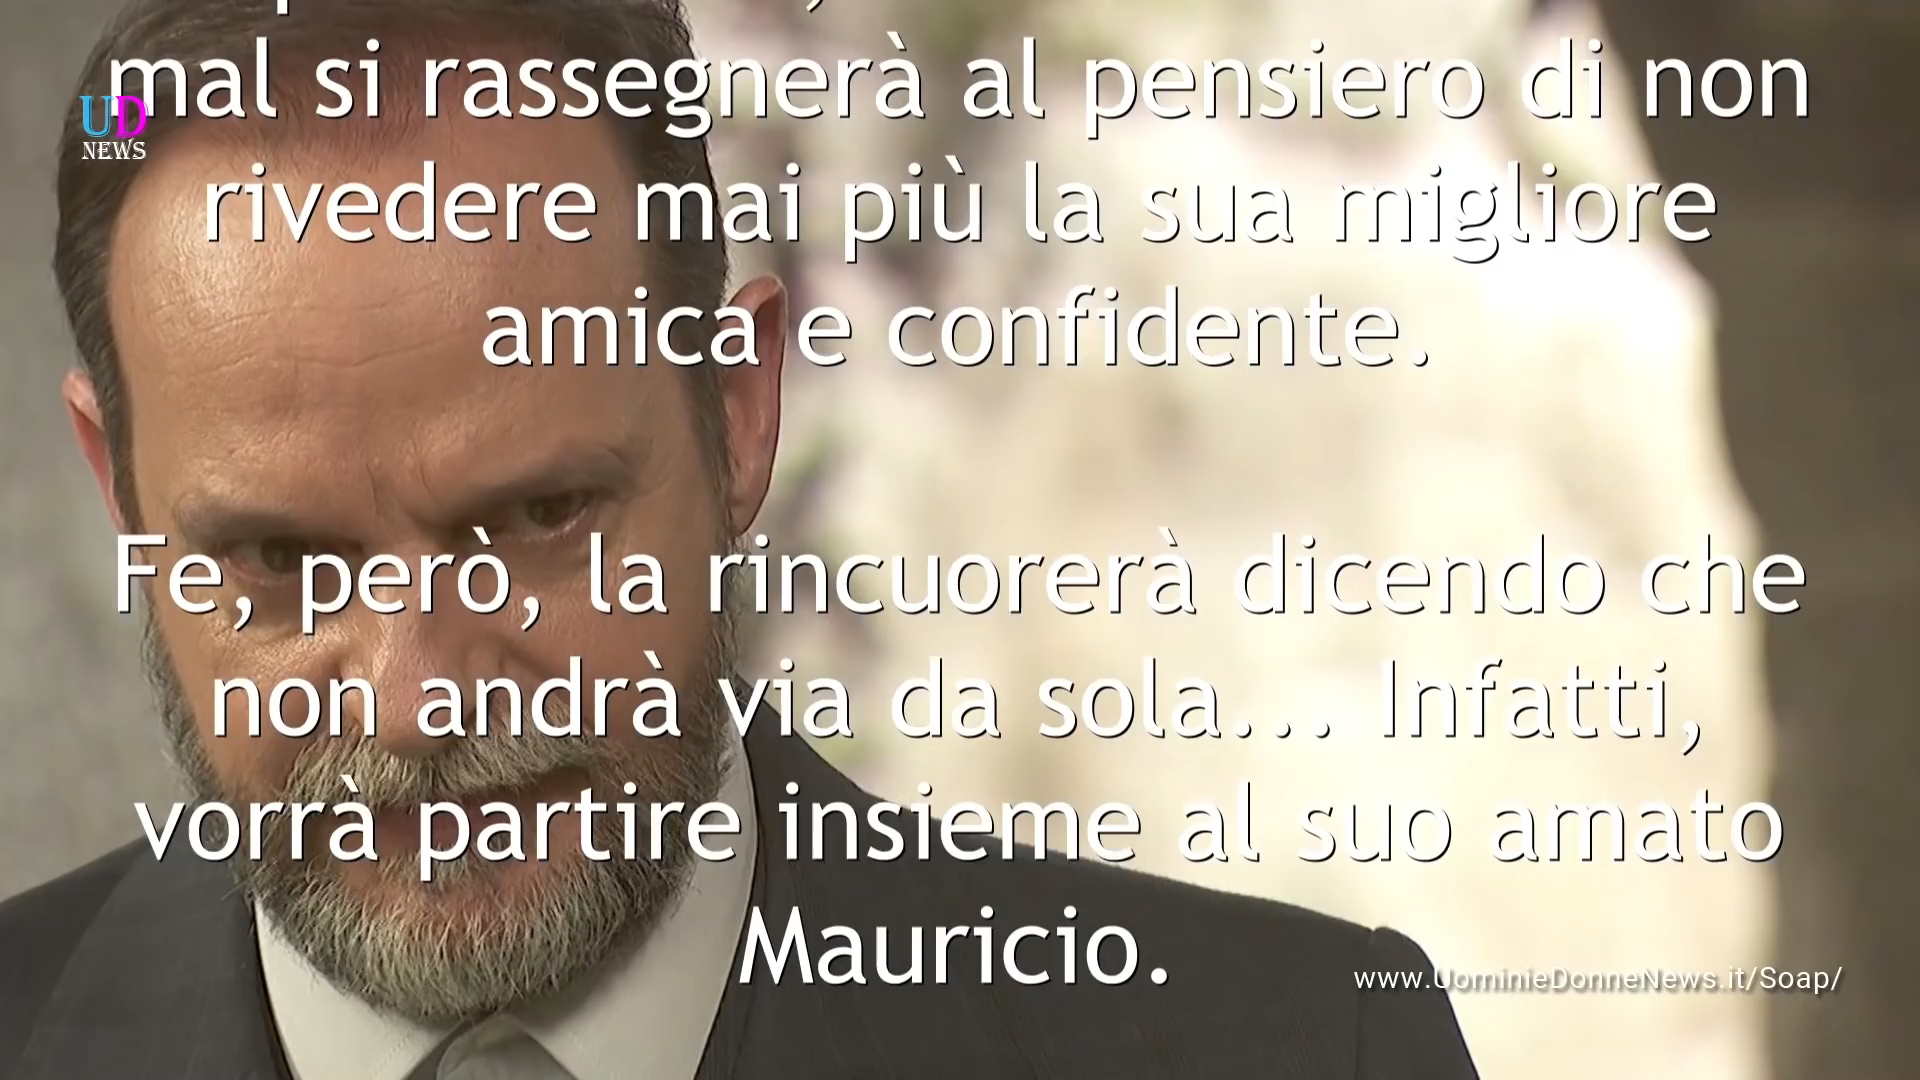 mal si rassegnerà al pensiero di non
UD
NEWS
rivedere mai più la sua migliore
amica e confidente.
Fe, però, la rincuorerà dicendo che
non andrà via da sola... Infatti,
vorrà partire insieme al suo amato
Mauricio.
www.UominieDonneNews.it/Soap/